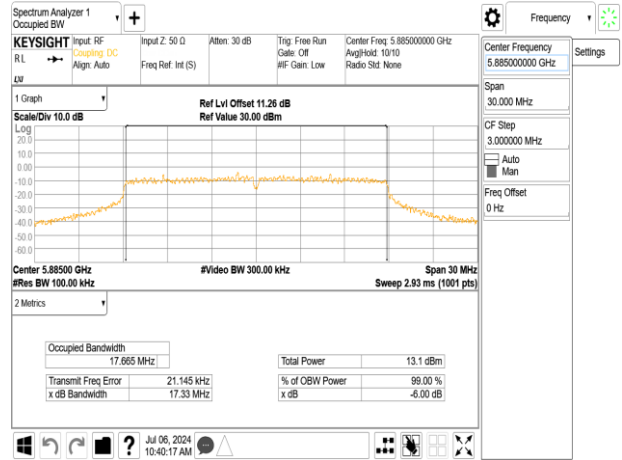 Spectrum Analyzer 1
Occupied BW
Frequency
KEYSIGHT
RL
LXI
Input: RF
Coupling: DC
Align: Auto
Input Z: 50 Ω
Freq Ref: Int (S)
Atten: 30 dB
Trig: Free Run
Gate: Off
#IF Gain: Low
Center Freq: 5.885000000 GHz
Avg|Hold: 10/10
Radio Std: None
Center Frequency
5.885000000 GHz
Settings
Span
30.000 MHz
CF Step
3.000000 MHz
Auto
Man
Freq Offset
0 Hz
1 Graph
Scale/Div 10.0 dB
Ref Lvl Offset 11.26 dB
Ref Value 30.00 dBm
Log
20.0
10.0
0.00
-10.0
-20.0
-30.0
-40.0
-50.0
-60.0
Center 5.88500 GHz
#Video BW 300.00 kHz
Span 30 MHz
#Res BW 100.00 kHz
Sweep 2.93 ms (1001 pts)
2 Metrics
Occupied Bandwidth
17.665 MHz
Total Power 13.1 dBm
Transmit Freq Error 21.145 kHz
% of OBW Power 99.00 %
x dB Bandwidth 17.33 MHz
x dB -6.00 dB
?
Jul 06, 2024
10:40:17 AM